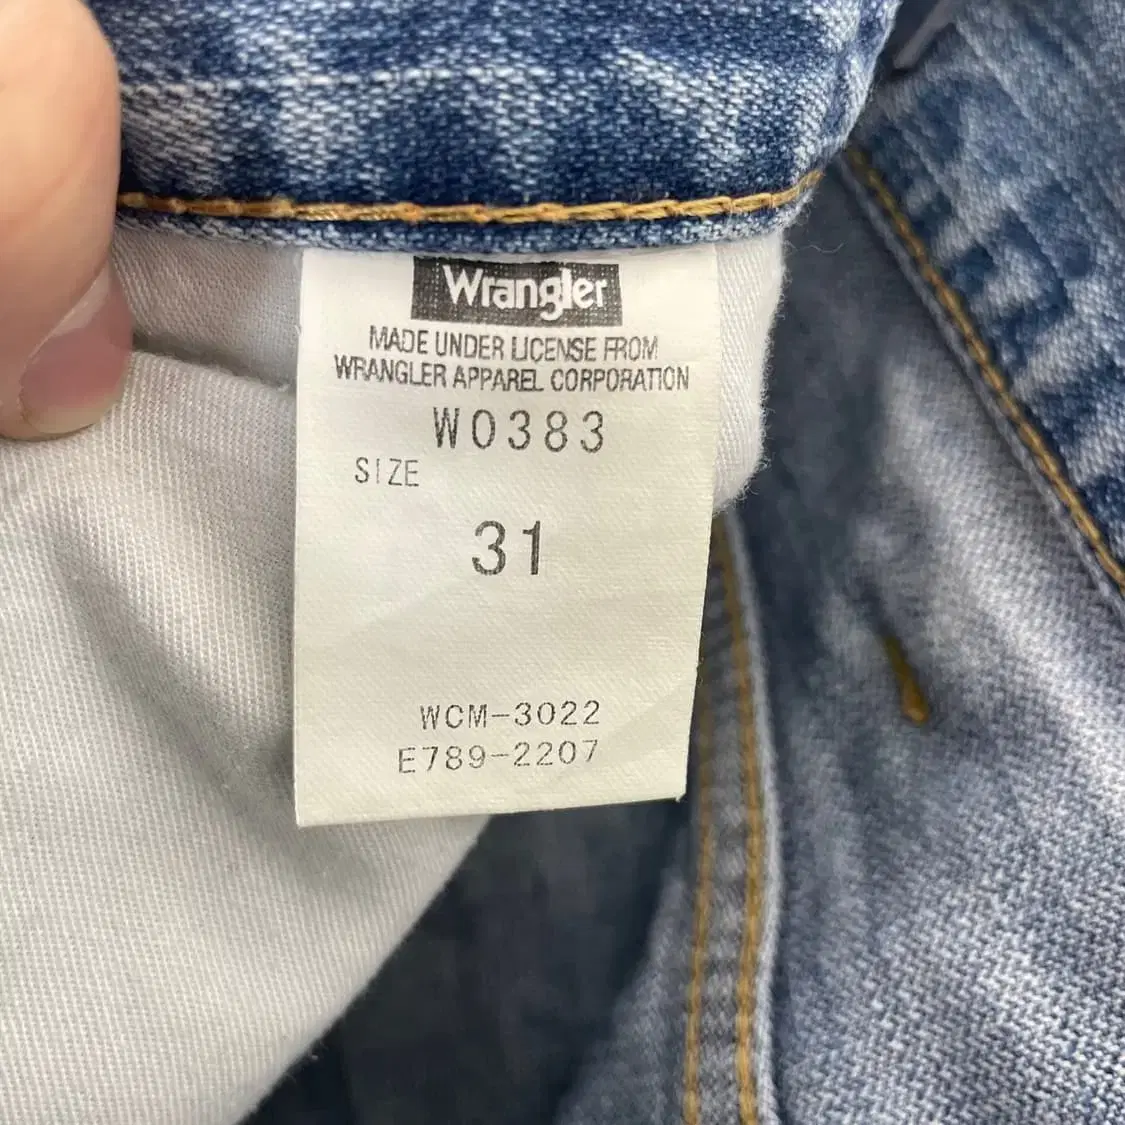 Wrangler
MADE UNDER LICENSE FROM
WRANGLER APPAREL CORPORATION
W0383
SIZE
31
WCM-3022
E789-2207